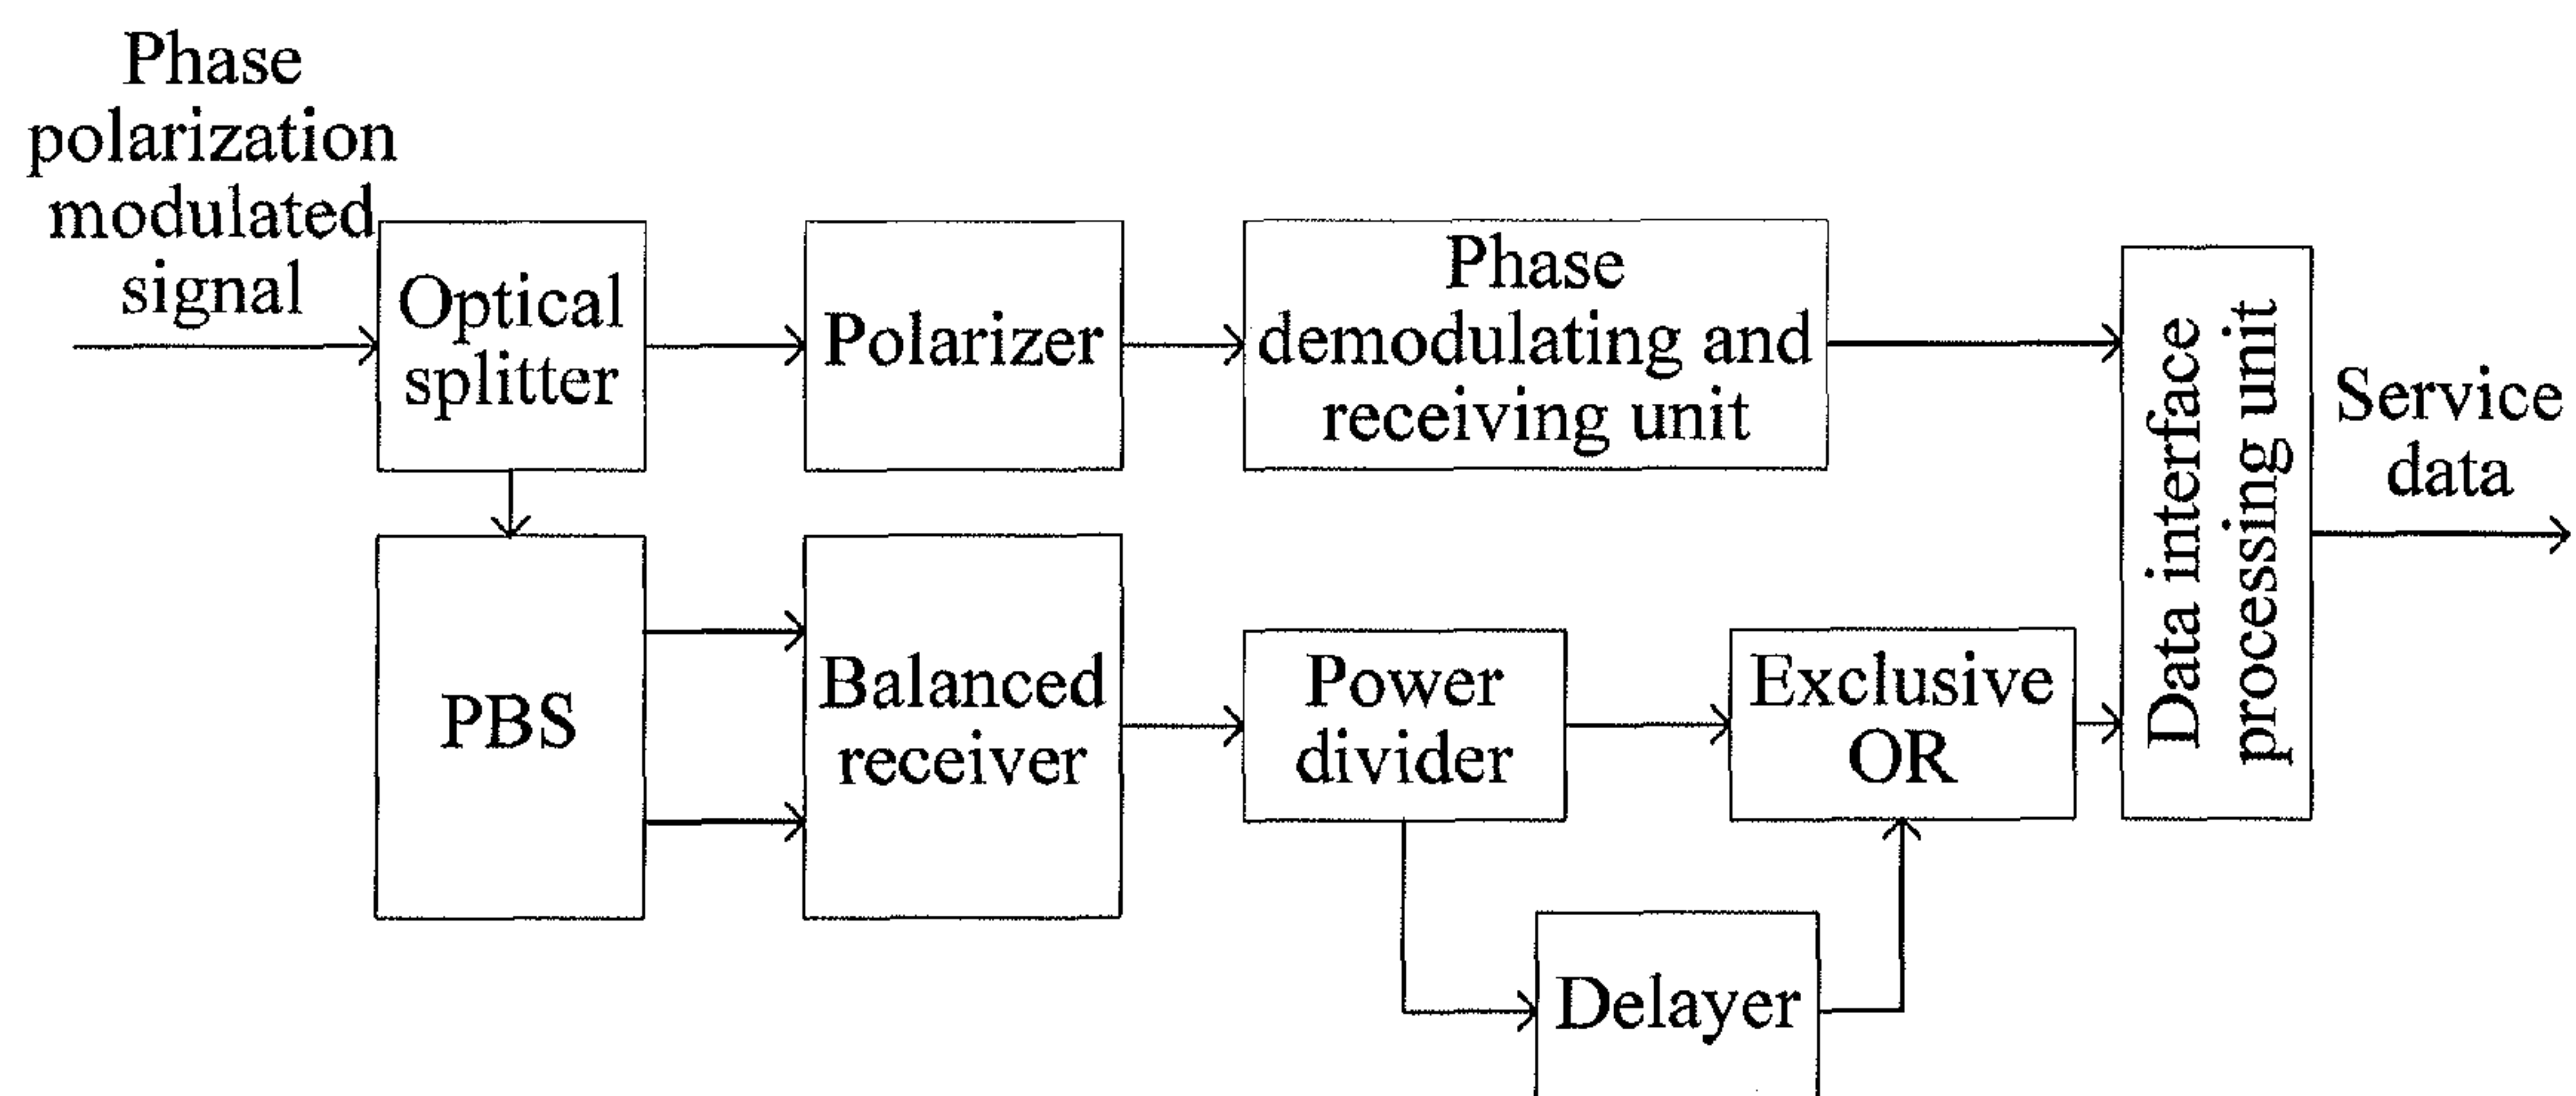 Phase
polarization
modulated
signal
Optical
splitter
Polarizer
Phase
demodulating and
receiving unit
Data interface
processing unit
Service
data
PBS
Balanced
receiver
Power
divider
Exclusive
OR
Delayer